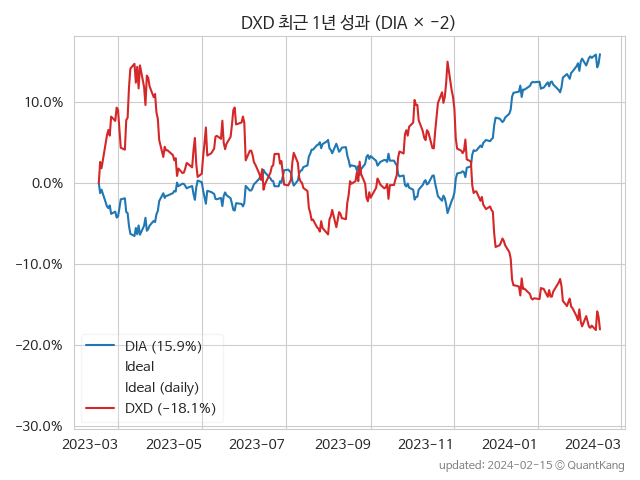 DXD 최근 1년 성과 (DIA × −2)
10.0%
0.0%
−10.0%
−20.0%
−30.0%
DIA (15.9%)
Ideal
Ideal (daily)
DXD (−18.1%)
2023-03 2023-05 2023-07 2023-09 2023-11 2024-01 2024-03
updated: 2024-02-15 © QuantKang